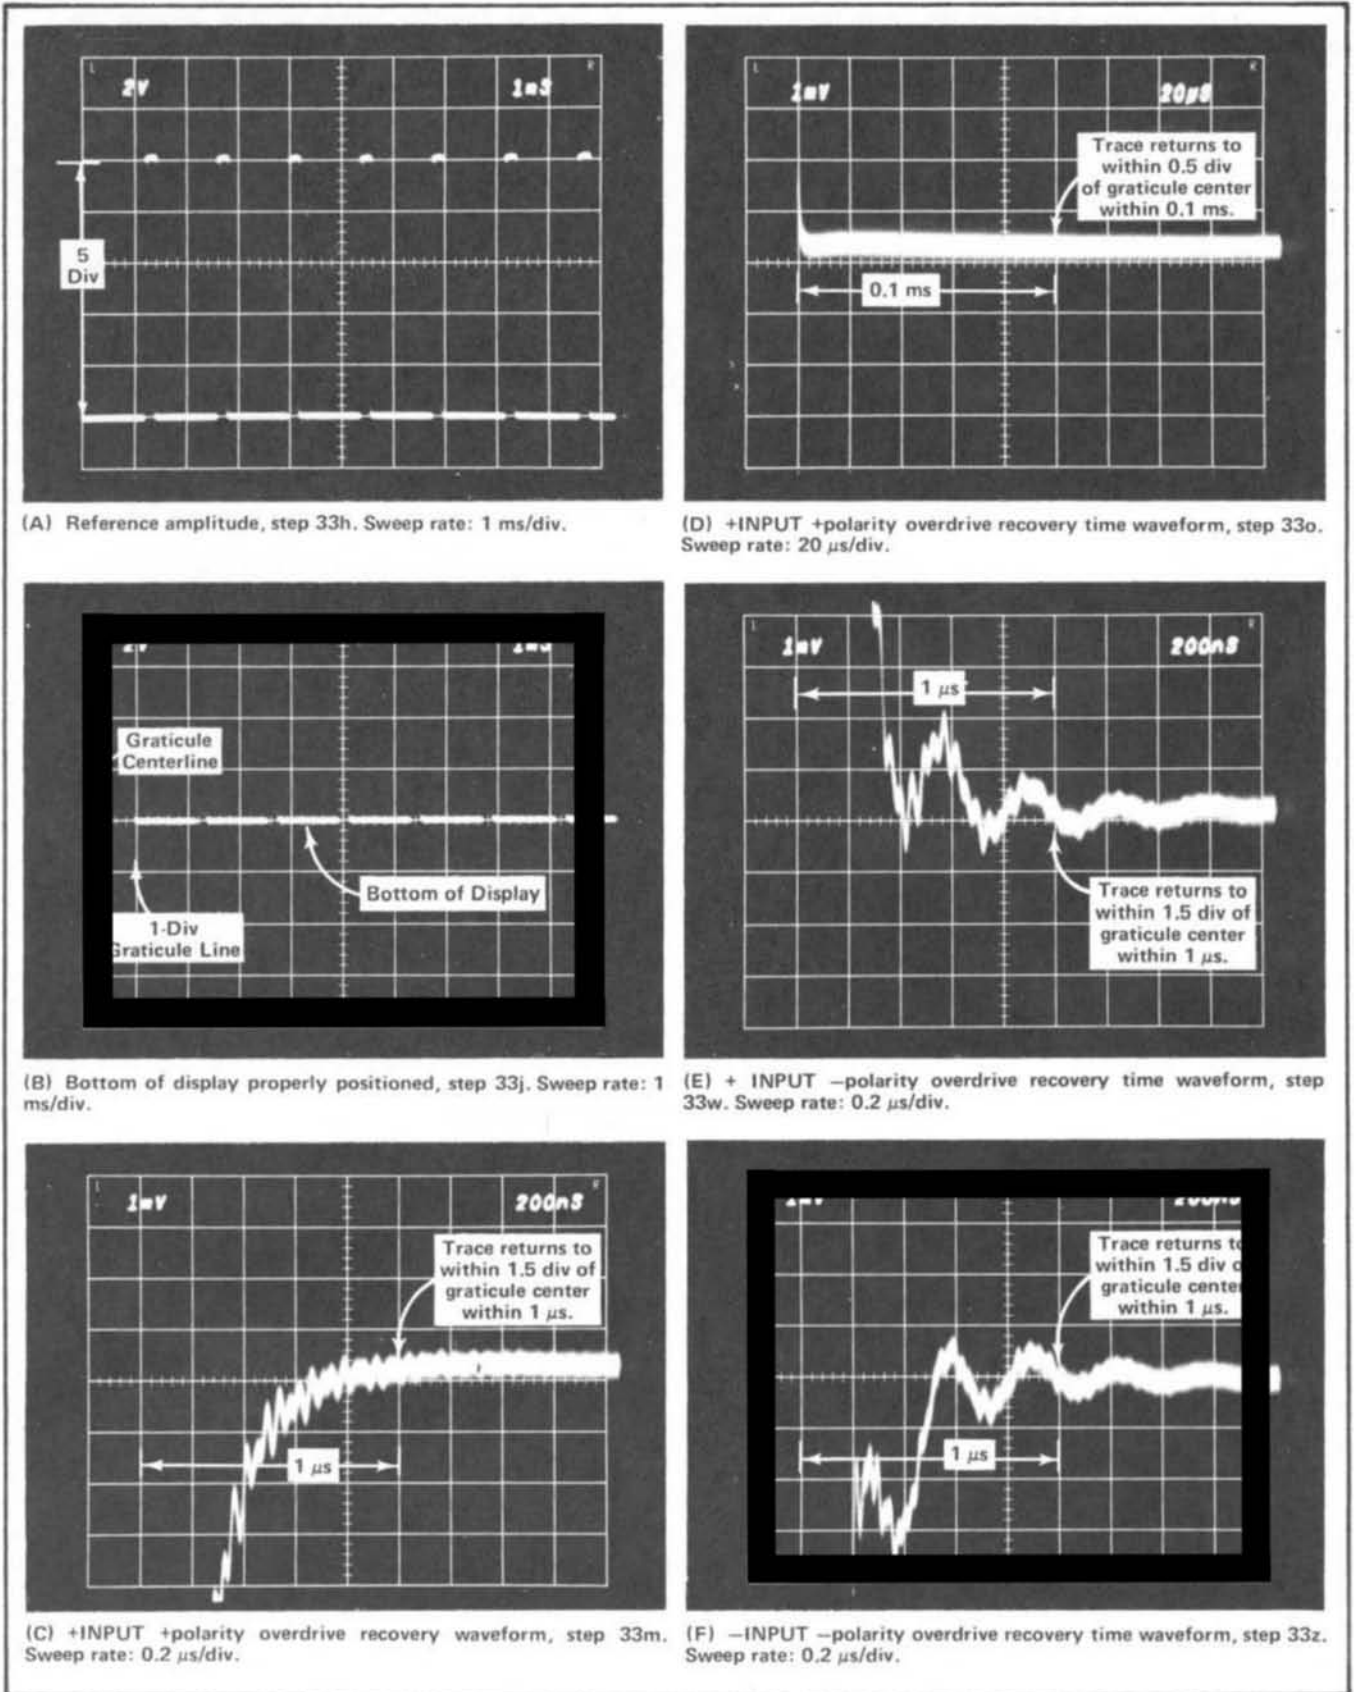 2V
1mS
5
Div
(A) Reference amplitude, step 33h. Sweep rate: 1 ms/div.
1mV
20µS
Trace returns to
within 0.5 div
of graticule center
within 0.1 ms.
0.1 ms
(D) +INPUT +polarity overdrive recovery time waveform, step 33o.
Sweep rate: 20 µs/div.
Graticule
Centerline
Bottom of Display
1-Div
Graticule Line
(B) Bottom of display properly positioned, step 33j. Sweep rate: 1
ms/div.
1mV
200nS
1 µs
Trace returns to
within 1.5 div of
graticule center
within 1 µs.
(E) + INPUT −polarity overdrive recovery time waveform, step
33w. Sweep rate: 0.2 µs/div.
1mV
200nS
Trace returns to
within 1.5 div of
graticule center
within 1 µs.
1 µs
(C) +INPUT +polarity overdrive recovery waveform, step 33m.
Sweep rate: 0.2 µs/div.
Trace returns to
within 1.5 div
graticule center
within 1 µs.
1 µs
(F) −INPUT −polarity overdrive recovery time waveform, step 33z.
Sweep rate: 0.2 µs/div.